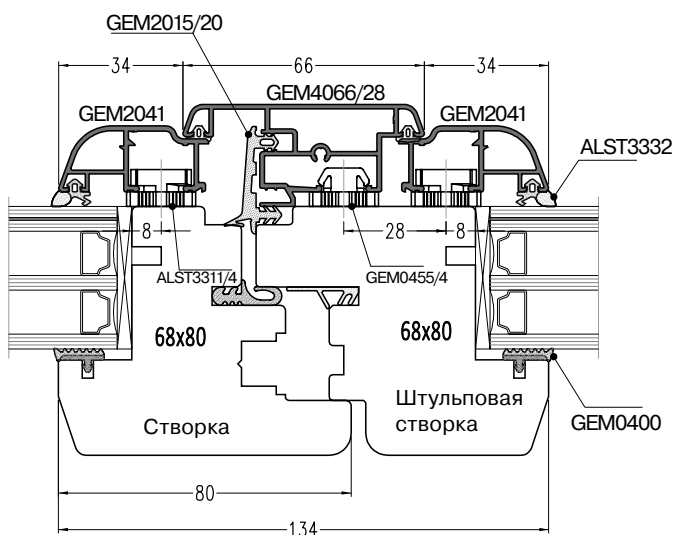 GEM2015/20
34
66
34
GEM2041
GEM4066/28
GEM2041
ALST3332
8
28
8
ALST3311/4
GEM0455/4
68x80
68x80
Створка
Штульповая
створка
GEM0400
80
134